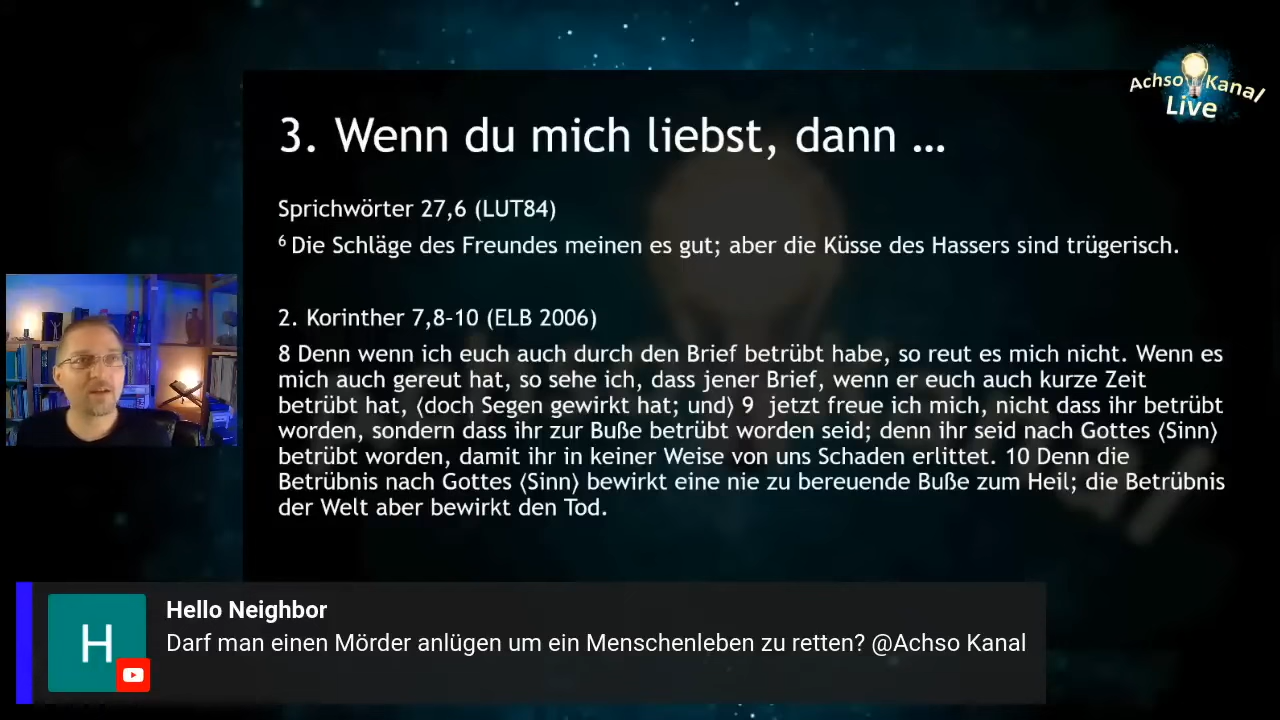 Achso Kanal
Live
3. Wenn du mich liebst, dann …
Sprichwörter 27,6 (LUT84)
6 Die Schläge des Freundes meinen es gut; aber die Küsse des Hassers sind trügerisch.
2. Korinther 7,8-10 (ELB 2006)
8 Denn wenn ich euch auch durch den Brief betrübt habe, so reut es mich nicht. Wenn es
mich auch gereut hat, so sehe ich, dass jener Brief, wenn er euch auch kurze Zeit
betrübt hat, ⟨doch Segen gewirkt hat; und⟩ 9 jetzt freue ich mich, nicht dass ihr betrübt
worden, sondern dass ihr zur Buße betrübt worden seid; denn ihr seid nach Gottes ⟨Sinn⟩
betrübt worden, damit ihr in keiner Weise von uns Schaden erlittet. 10 Denn die
Betrübnis nach Gottes ⟨Sinn⟩ bewirkt eine nie zu bereuende Buße zum Heil; die Betrübnis
der Welt aber bewirkt den Tod.
H
Hello Neighbor
Darf man einen Mörder anlügen um ein Menschenleben zu retten? @Achso Kanal